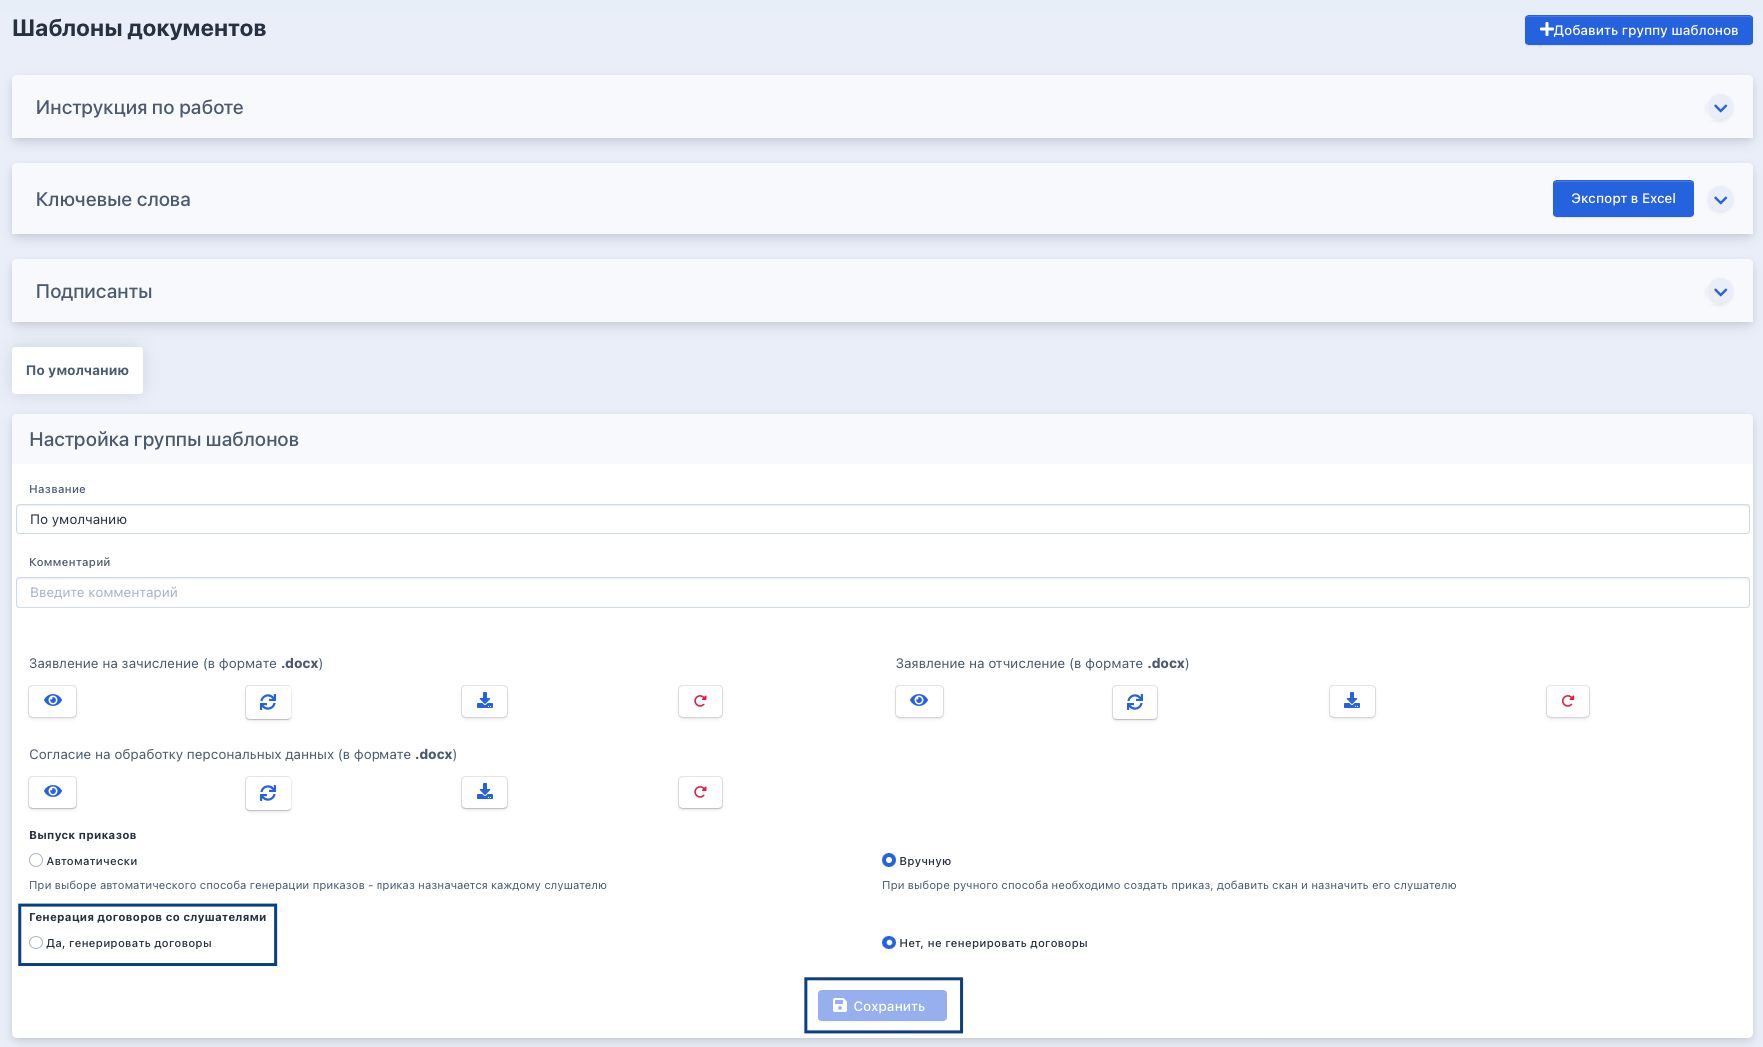 Шаблоны документов
Добавить группу шаблонов
Инструкция по работе
Ключевые слова
Экспорт в Excel
Подписанты
По умолчанию
Настройка группы шаблонов
Название
По умолчанию
Комментарий
Введите комментарий
Заявление на зачисление (в формате .docx)
Заявление на отчисление (в формате .docx)
Согласие на обработку персональных данных (в формате .docx)
Выпуск приказов
Автоматически
Вручную
При выборе автоматического способа генерации приказов - приказ назначается каждому слушателю
При выборе ручного способа необходимо создать приказ, добавить скан и назначить его слушателю
Генерация договоров со слушателями
Да, генерировать договоры
Нет, не генерировать договоры
Сохранить